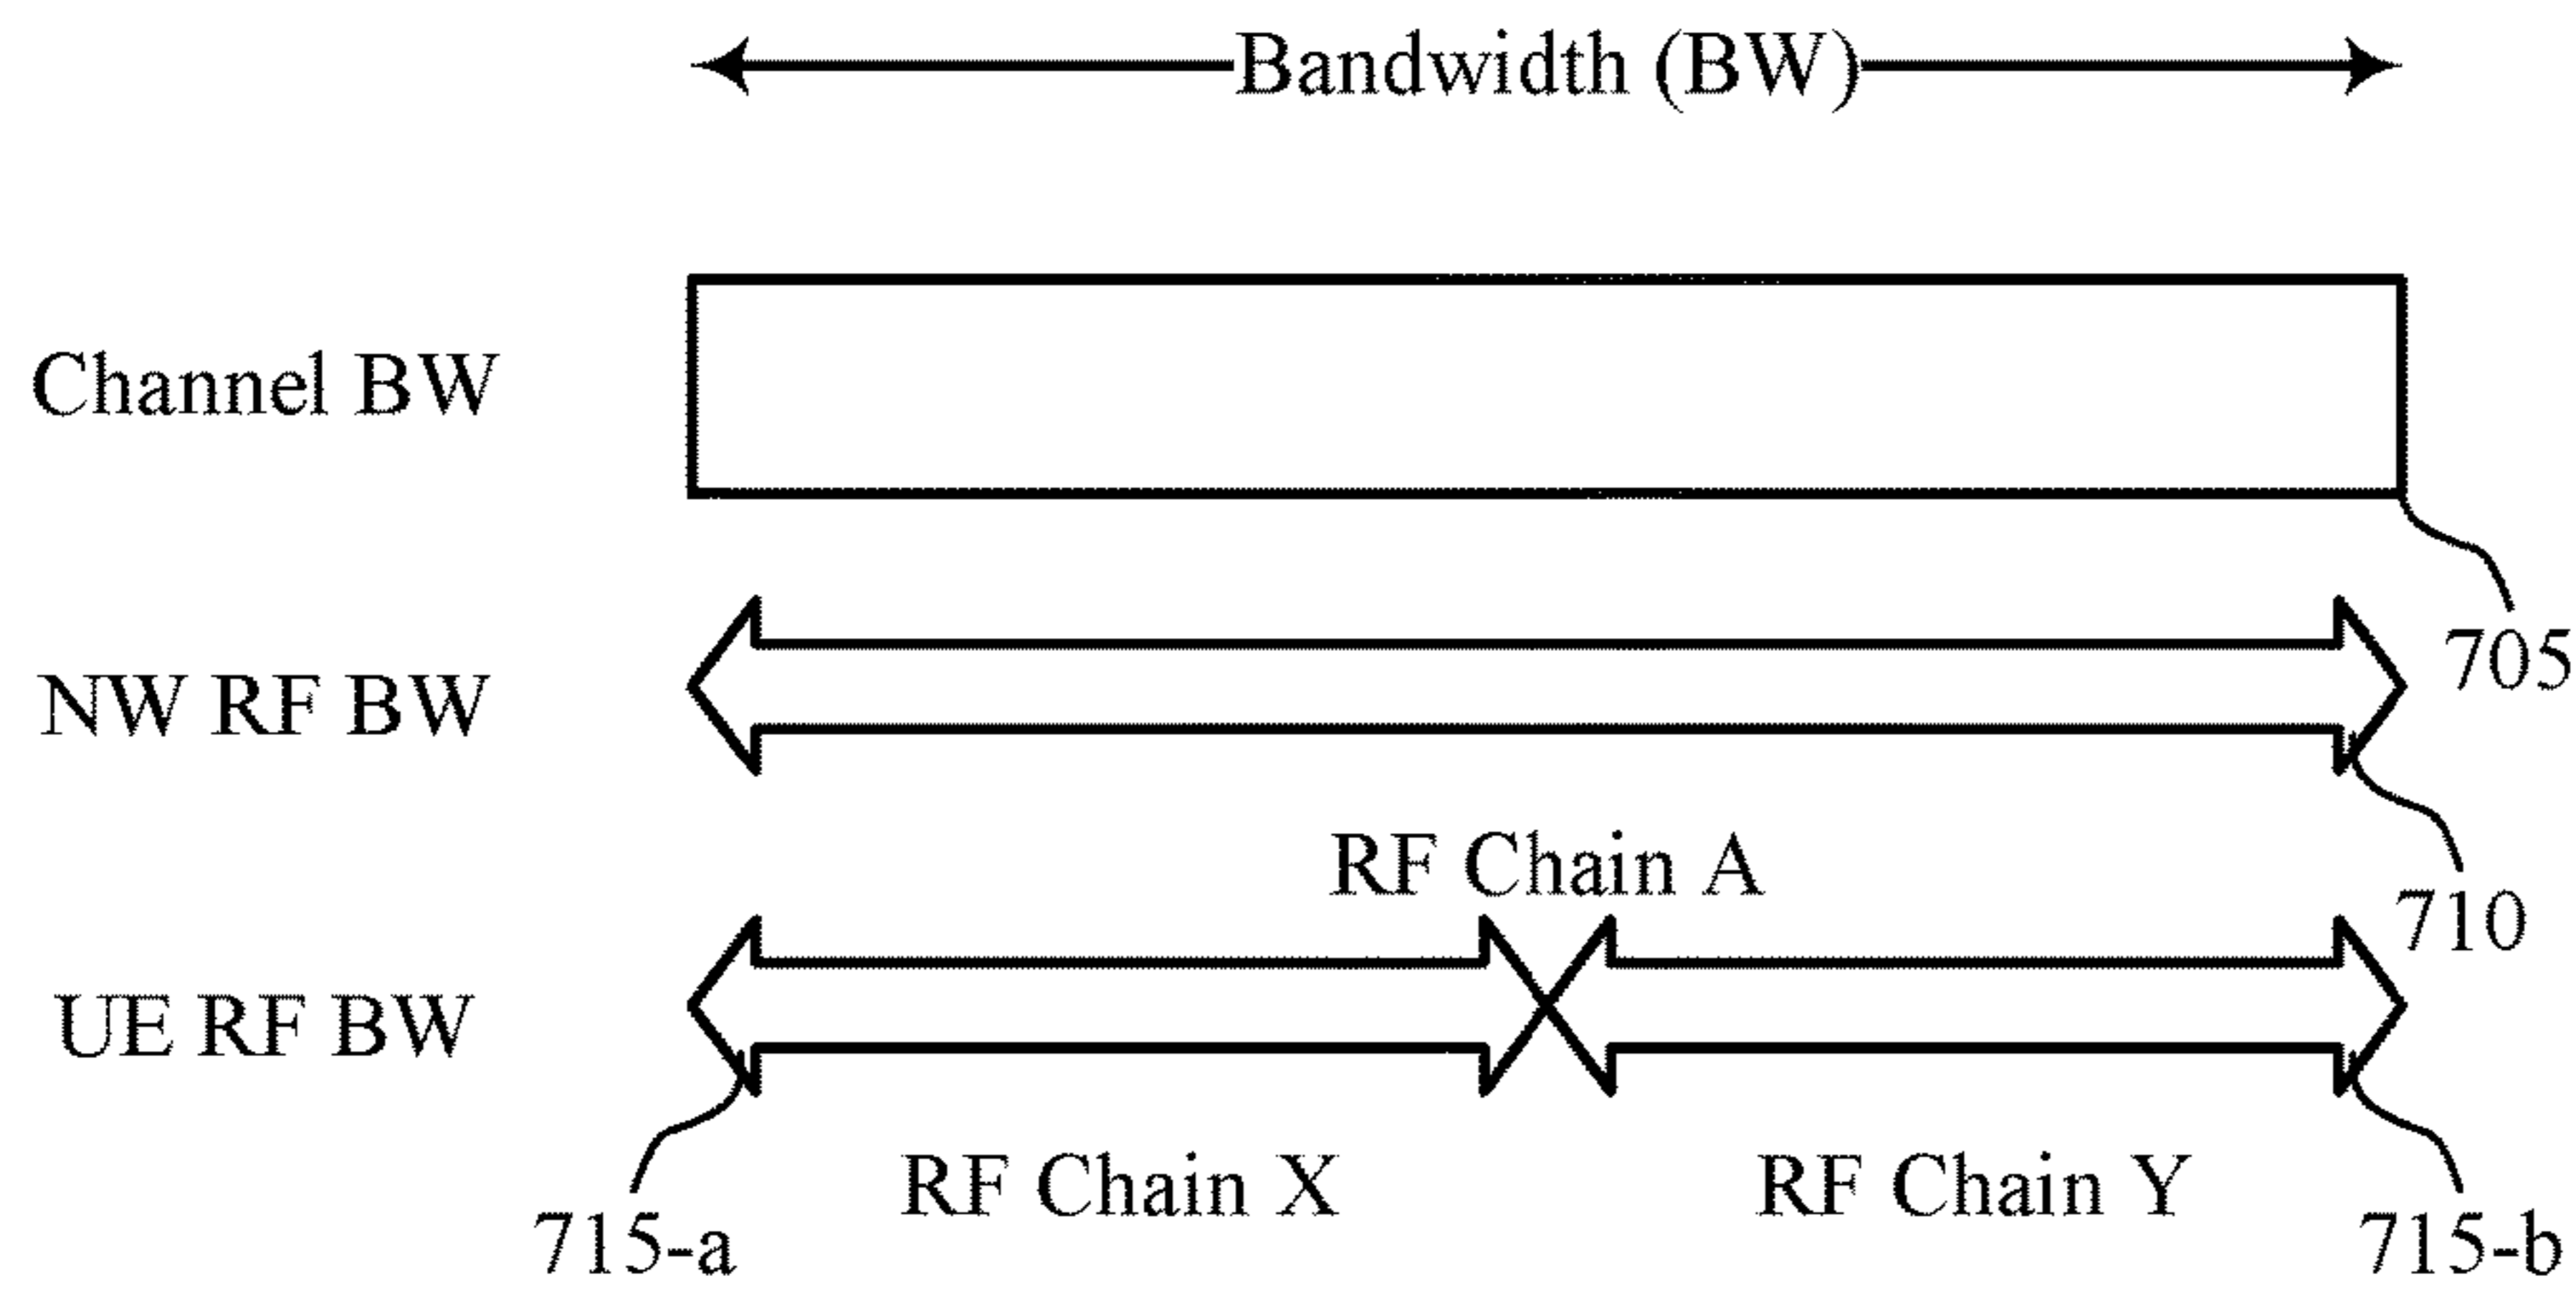 Bandwidth (BW)
Channel BW
705
NW RF BW
710
RF Chain A
UE RF BW
RF Chain X
RF Chain Y
715-a
715-b